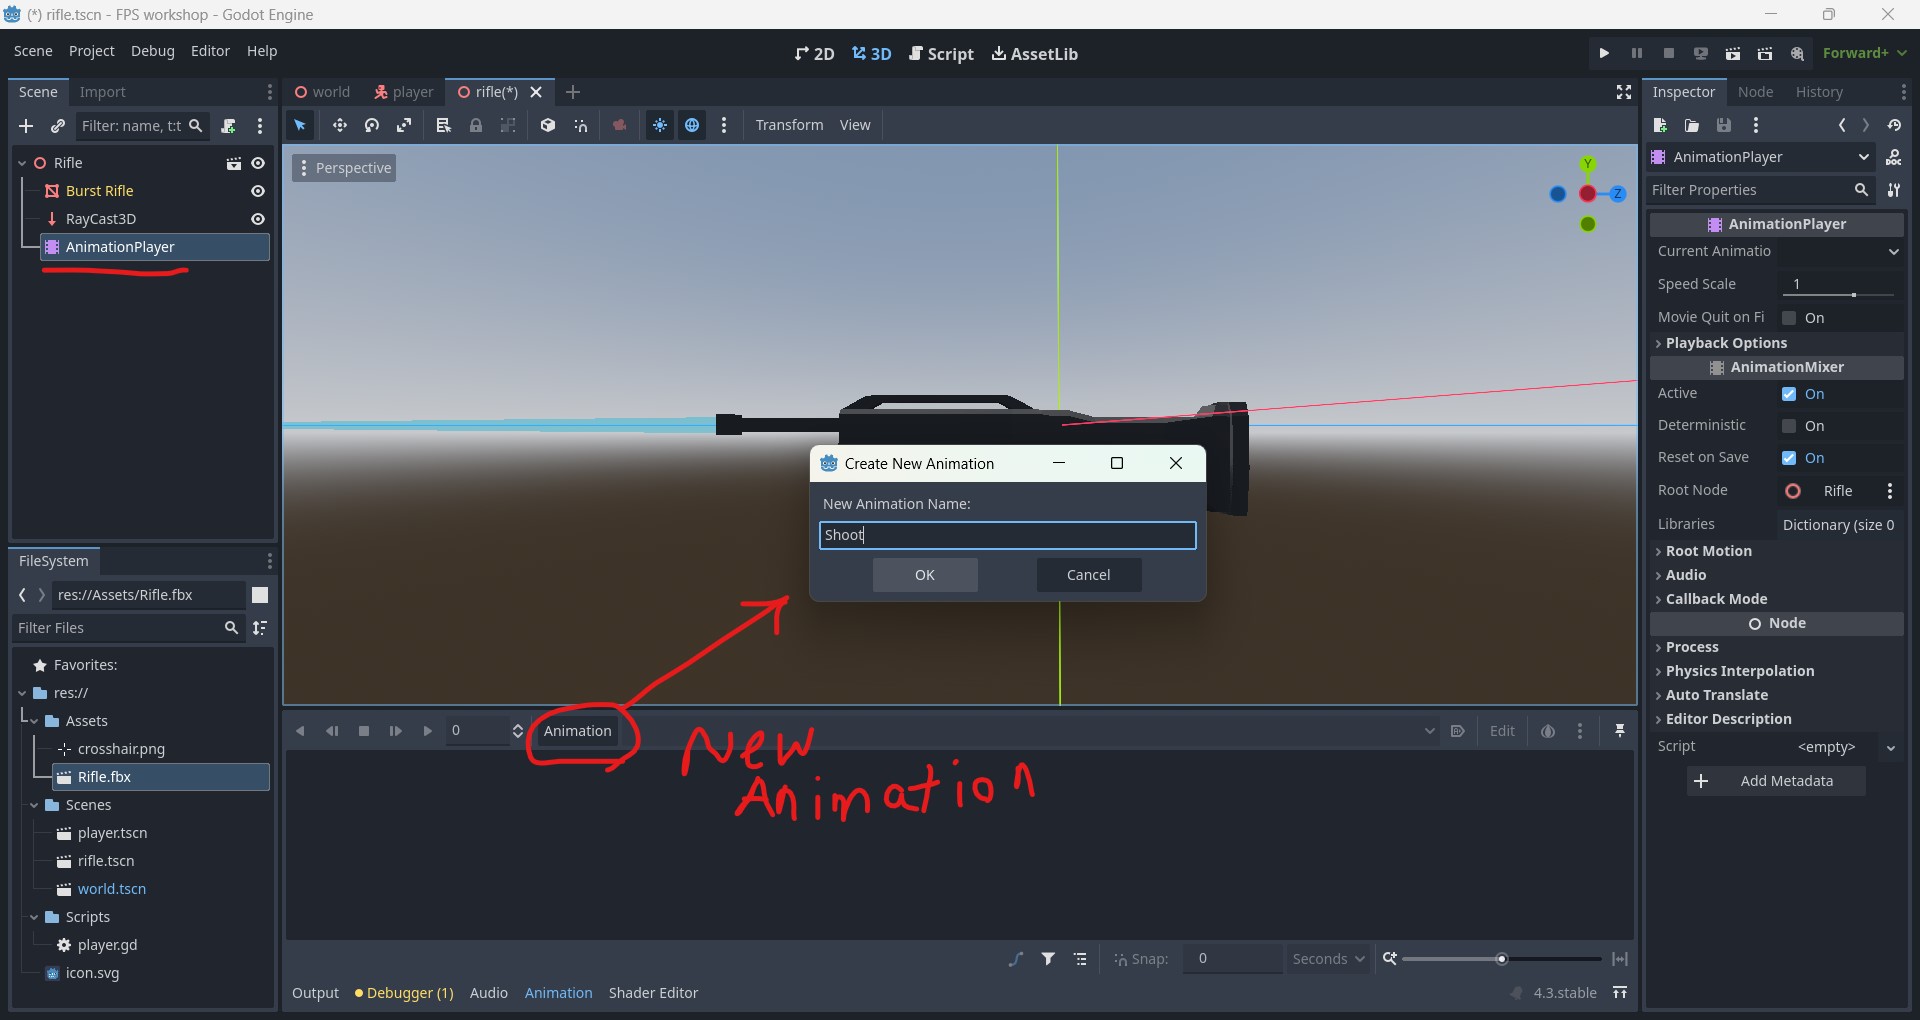 (*) rifle.tscn - FPS workshop - Godot Engine
Scene Project Debug Editor Help
2D 3D Script AssetLib
Forward+
Scene Import
Filter: name, t:t
Rifle
Burst Rifle
RayCast3D
AnimationPlayer
FileSystem
res://Assets/Rifle.fbx
Filter Files
Favorites:
res://
Assets
crosshair.png
Rifle.fbx
Scenes
player.tscn
rifle.tscn
world.tscn
Scripts
player.gd
icon.svg
world player rifle(*)
Transform View
Perspective
Y
Z
Create New Animation
New Animation Name:
Shoot
OK Cancel
0 Animation Edit
New
Animation
Snap: 0 Seconds
Output Debugger (1) Audio Animation Shader Editor 4.3.stable
Inspector Node History
AnimationPlayer
Filter Properties
AnimationPlayer
Current Animatio
Speed Scale 1
Movie Quit on Fi On
Playback Options
AnimationMixer
Active On
Deterministic On
Reset on Save On
Root Node Rifle
Libraries Dictionary (size 0
Root Motion
Audio
Callback Mode
Node
Process
Physics Interpolation
Auto Translate
Editor Description
Script <empty>
Add Metadata